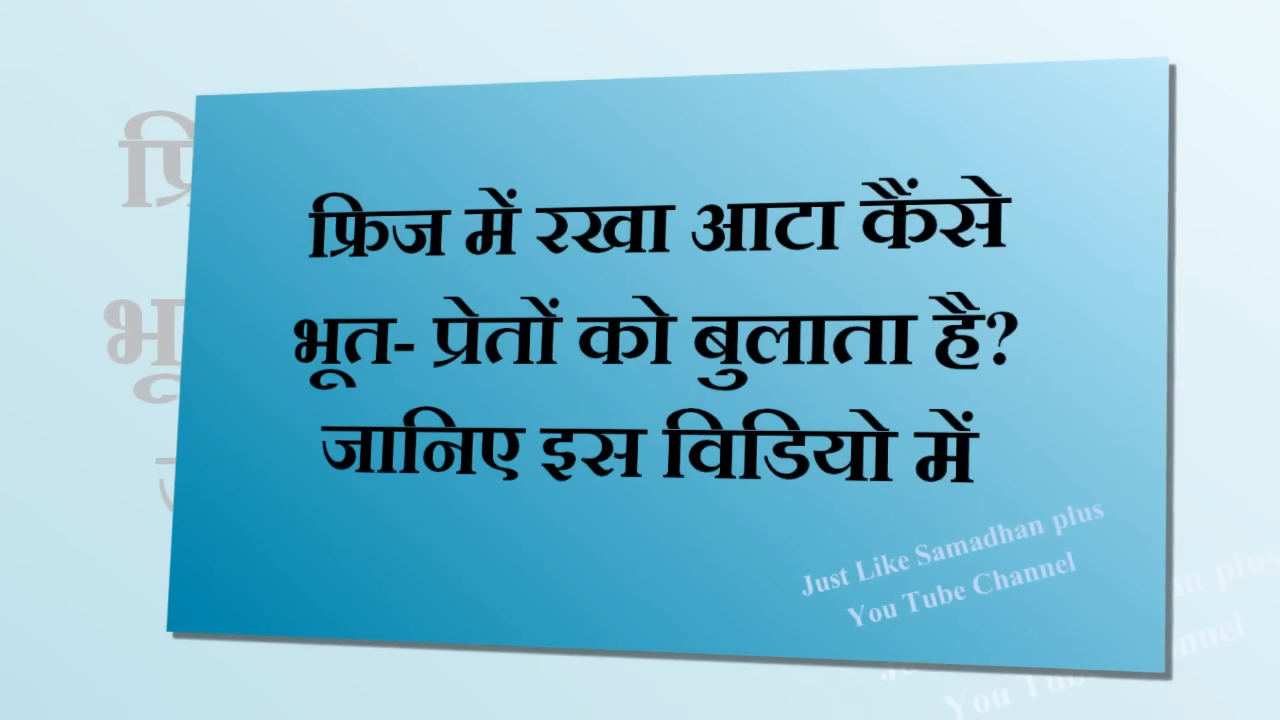 फ्रिज में रखा आटा कैंसे
भूत- प्रेतों को बुलाता है?
जानिए इस विडियो में
Just Like Samadhan plus
You Tube Channel